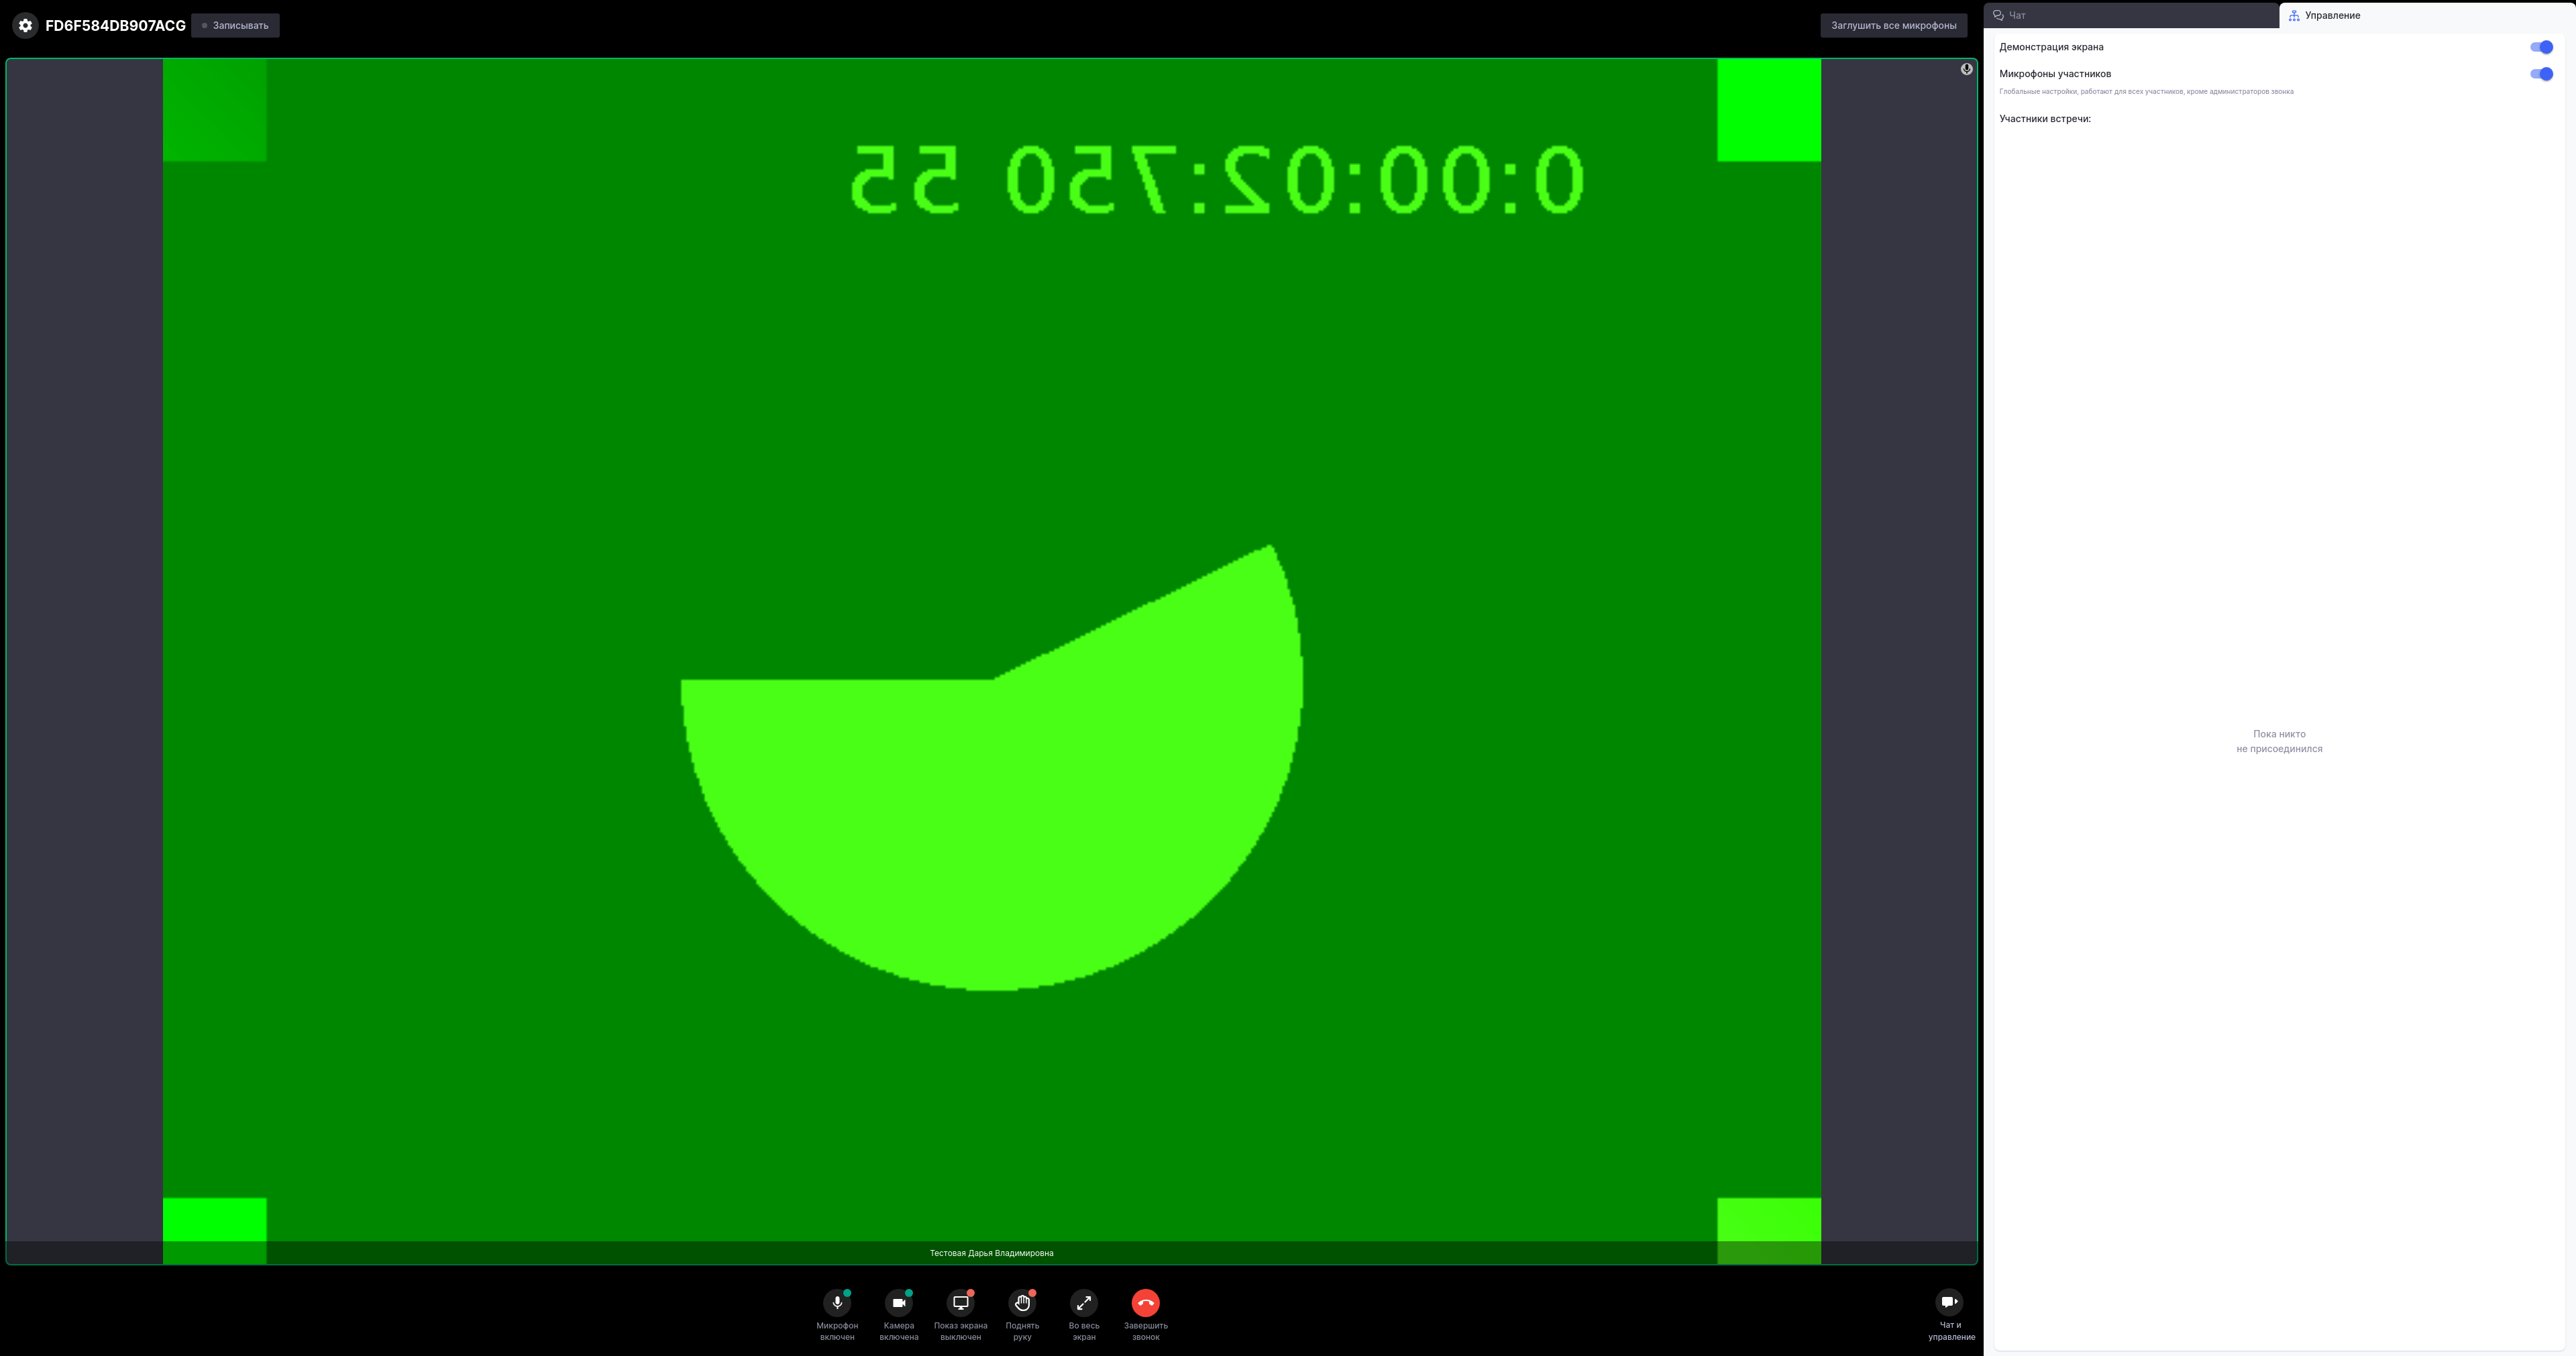 FD6F584DB907ACG
Записывать
Заглушить все микрофоны
Чат
Управление
Демонстрация экрана
Микрофоны участников
Глобальные настройки, работают для всех участников, кроме администраторов звонка
Участники встречи:
0:00:02:750 55
Пока никто
не присоединился
Тестовая Дарья Владимировна
Микрофон
включен
Камера
включена
Показ экрана
выключен
Поднять
руку
Во весь
экран
Завершить
звонок
Чат и
управление